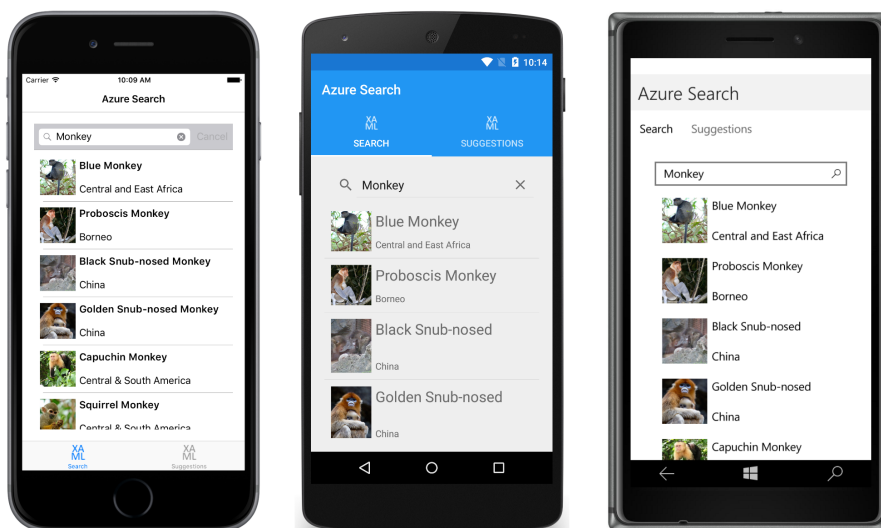 Carrier 10:09 AM
Azure Search
Monkey Cancel
Blue Monkey
Central and East Africa
Proboscis Monkey
Borneo
Black Snub-nosed Monkey
China
Golden Snub-nosed Monkey
China
Capuchin Monkey
Central & South America
Squirrel Monkey
Central & South America
XA
ML
XA
ML
Search Suggestions
10:14
Azure Search
XA
ML
XA
ML
SEARCH SUGGESTIONS
Monkey
Blue Monkey
Central and East Africa
Proboscis Monkey
Borneo
Black Snub-nosed
China
Golden Snub-nosed
China
Azure Search
Search Suggestions
Monkey
Blue Monkey
Central and East Africa
Proboscis Monkey
Borneo
Black Snub-nosed
China
Golden Snub-nosed
China
Capuchin Monkey